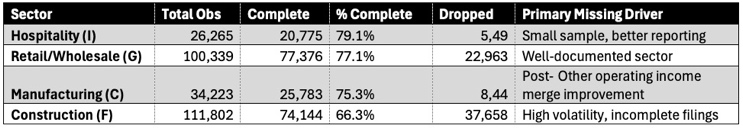 Sector Total Obs Complete % Complete Dropped Primary Missing Driver
Hospitality (I) 26,265 20,775 79.1% 5,49 Small sample, better reporting
Retail/Wholesale (G) 100,339 77,376 77.1% 22,963 Well-documented sector
Post- Other operating income
Manufacturing (C) 34,223 25,783 75.3% 8,44 merge improvement
Construction (F) 111,802 74,144 66.3% 37,658 High volatility, incomplete filings